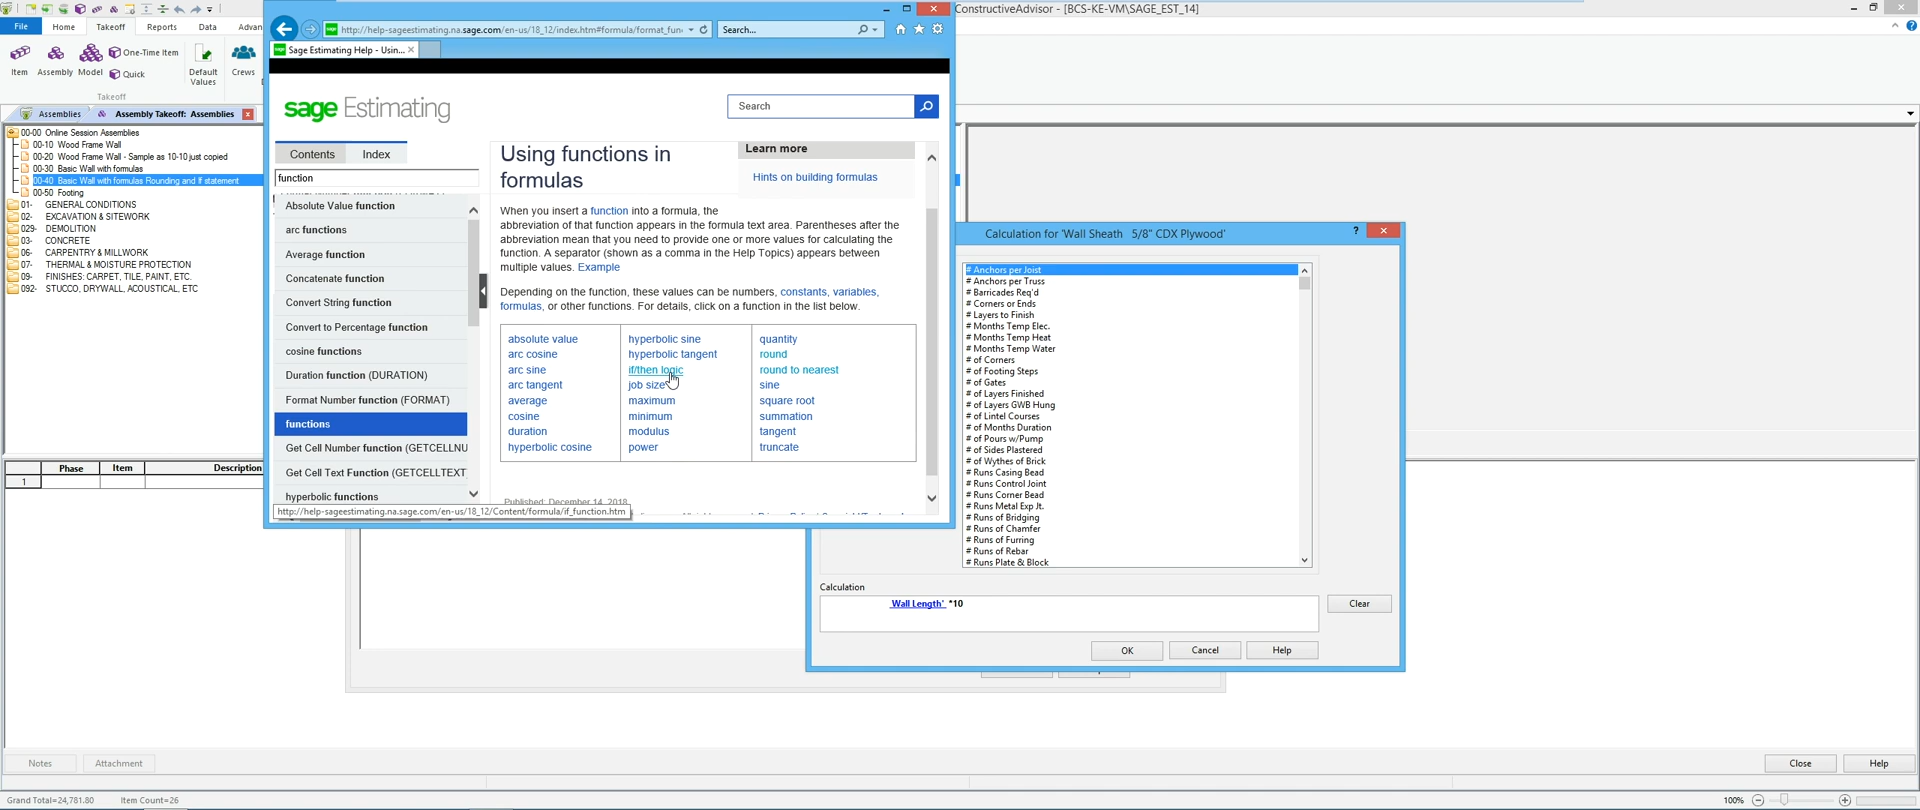 ConstructiveAdvisor - [BCS-KE-VM\SAGE_EST_14]
File Home Takeoff Reports Data Advan
Item Assembly Model One-Time Item Quick Default Values Crews
Takeoff
Assemblies Assembly Takeoff: Assemblies
00-00 Online Session Assemblies
00-10 Wood Frame Wall
00-20 Wood Frame Wall - Sample as 10-10 just copied
00-30 Basic Wall with formulas
00-40 Basic Wall with formulas Rounding and If statement
00-50 Footing
01- GENERAL CONDITIONS
02- EXCAVATION & SITEWORK
029- DEMOLITION
03- CONCRETE
06- CARPENTRY & MILLWORK
07- THERMAL & MOISTURE PROTECTION
09- FINISHES: CARPET, TILE, PAINT, ETC.
092- STUCCO, DRYWALL, ACOUSTICAL, ETC
Phase Item Description
1
http://help-sageestimating.na.sage.com/en-us/18_12/index.htm#formula/format_fun
Search...
Sage Estimating Help - Usin...
sage Estimating
Search
Contents Index
function
Absolute Value function
arc functions
Average function
Concatenate function
Convert String function
Convert to Percentage function
cosine functions
Duration function (DURATION)
Format Number function (FORMAT)
functions
Get Cell Number function (GETCELLNU
Get Cell Text Function (GETCELLTEXT
hyperbolic functions
Using functions in
formulas
Learn more
Hints on building formulas
When you insert a function into a formula, the
abbreviation of that function appears in the formula text area. Parentheses after the
abbreviation mean that you need to provide one or more values for calculating the
function. A separator (shown as a comma in the Help Topics) appears between
multiple values. Example
Depending on the function, these values can be numbers, constants, variables,
formulas, or other functions. For details, click on a function in the list below.
absolute value hyperbolic sine quantity
arc cosine hyperbolic tangent round
arc sine if/then logic round to nearest
arc tangent job size sine
average maximum square root
cosine minimum summation
duration modulus tangent
hyperbolic cosine power truncate
Published: December 14, 2018
http://help-sageestimating.na.sage.com/en-us/18_12/Content/formula/if_function.htm
Calculation for 'Wall Sheath 5/8" CDX Plywood'
?
# Anchors per Joist
# Anchors per Truss
# Barricades Req'd
# Corners or Ends
# Layers to Finish
# Months Temp Elec.
# Months Temp Heat
# Months Temp Water
# of Corners
# of Footing Steps
# of Gates
# of Layers Finished
# of Layers GWB Hung
# of Lintel Courses
# of Months Duration
# of Pours w/Pump
# of Sides Plastered
# of Wythes of Brick
# Runs Casing Bead
# Runs Control Joint
# Runs Corner Bead
# Runs Metal Exp Jt.
# Runs of Bridging
# Runs of Chamfer
# Runs of Furring
# Runs of Rebar
# Runs Plate & Block
Calculation
'Wall Length' *10
Clear
OK Cancel Help
Notes Attachment Close Help
Grand Total=24,781.80 Item Count=26 100%